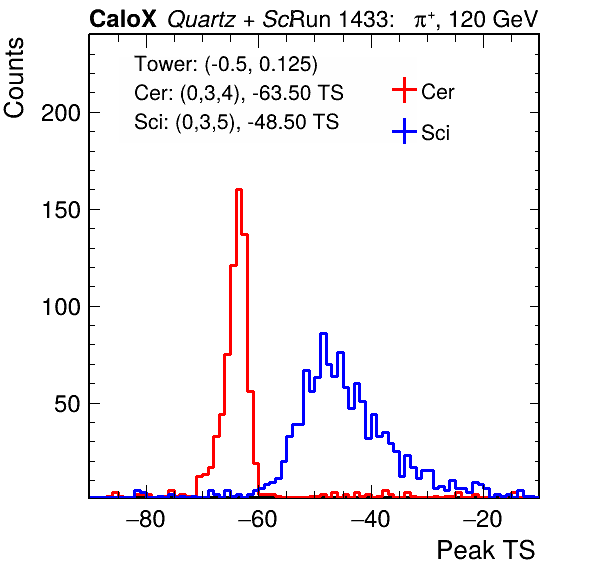 CaloX Quartz + ScRun 1433: π⁺, 120 GeV
Counts
Tower: (-0.5, 0.125)
Cer: (0,3,4), -63.50 TS
Sci: (0,3,5), -48.50 TS
Cer
Sci
200
150
100
50
−80 −60 −40 −20
Peak TS